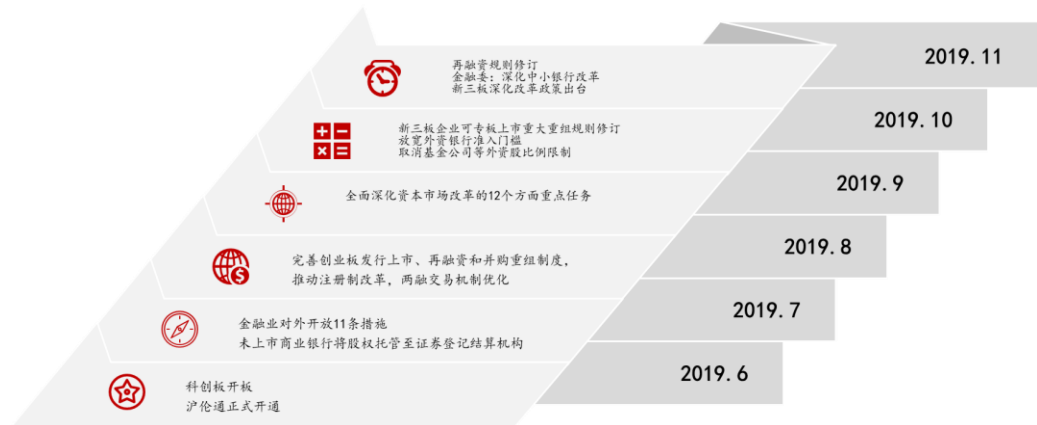 再融资规则修订
金融委：深化中小银行改革
新三板深化改革政策出台
2019.11
新三板企业可专板上市重大重组规则修订
放宽外资银行准入门槛
取消基金公司等外资股比例限制
2019.10
全面深化资本市场改革的12个方面重点任务
2019.9
完善创业板发行上市、再融资和并购重组制度，
推动注册制改革，两融交易机制优化
2019.8
金融业对外开放11条措施
未上市商业银行将股权托管至证券登记结算机构
2019.7
科创板开板
沪伦通正式开通
2019.6